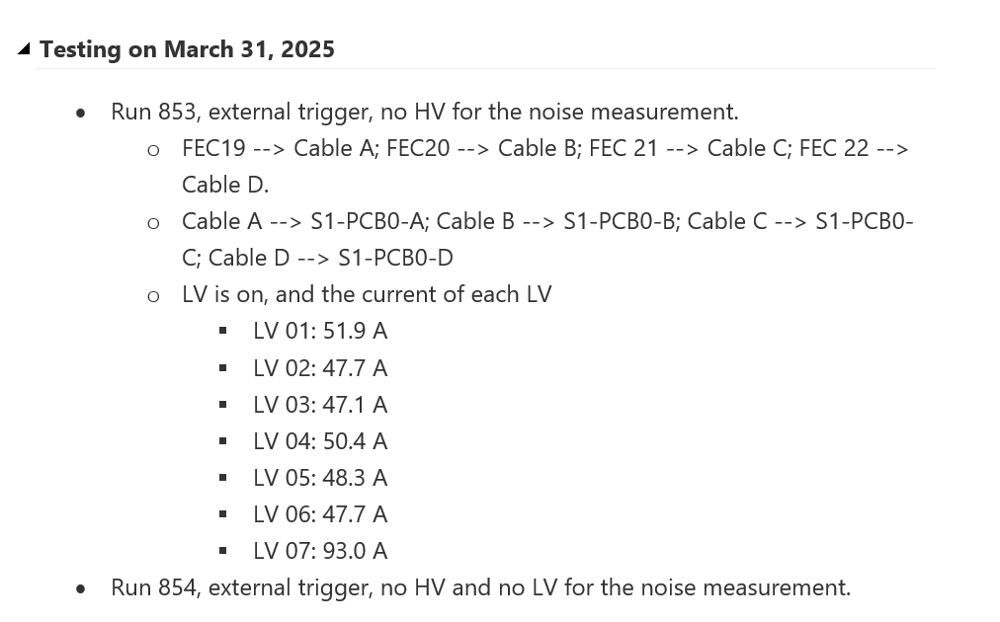 Testing on March 31, 2025
Run 853, external trigger, no HV for the noise measurement.
FEC19 --> Cable A; FEC20 --> Cable B; FEC 21 --> Cable C; FEC 22 -->
Cable D.
Cable A --> S1-PCB0-A; Cable B --> S1-PCB0-B; Cable C --> S1-PCB0-
C; Cable D --> S1-PCB0-D
LV is on, and the current of each LV
LV 01: 51.9 A
LV 02: 47.7 A
LV 03: 47.1 A
LV 04: 50.4 A
LV 05: 48.3 A
LV 06: 47.7 A
LV 07: 93.0 A
Run 854, external trigger, no HV and no LV for the noise measurement.